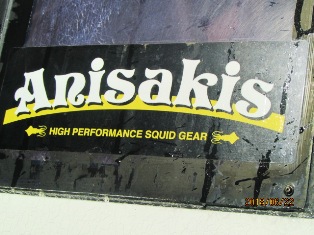 Anisakis
HIGH PERFORMANCE SQUID GEAR